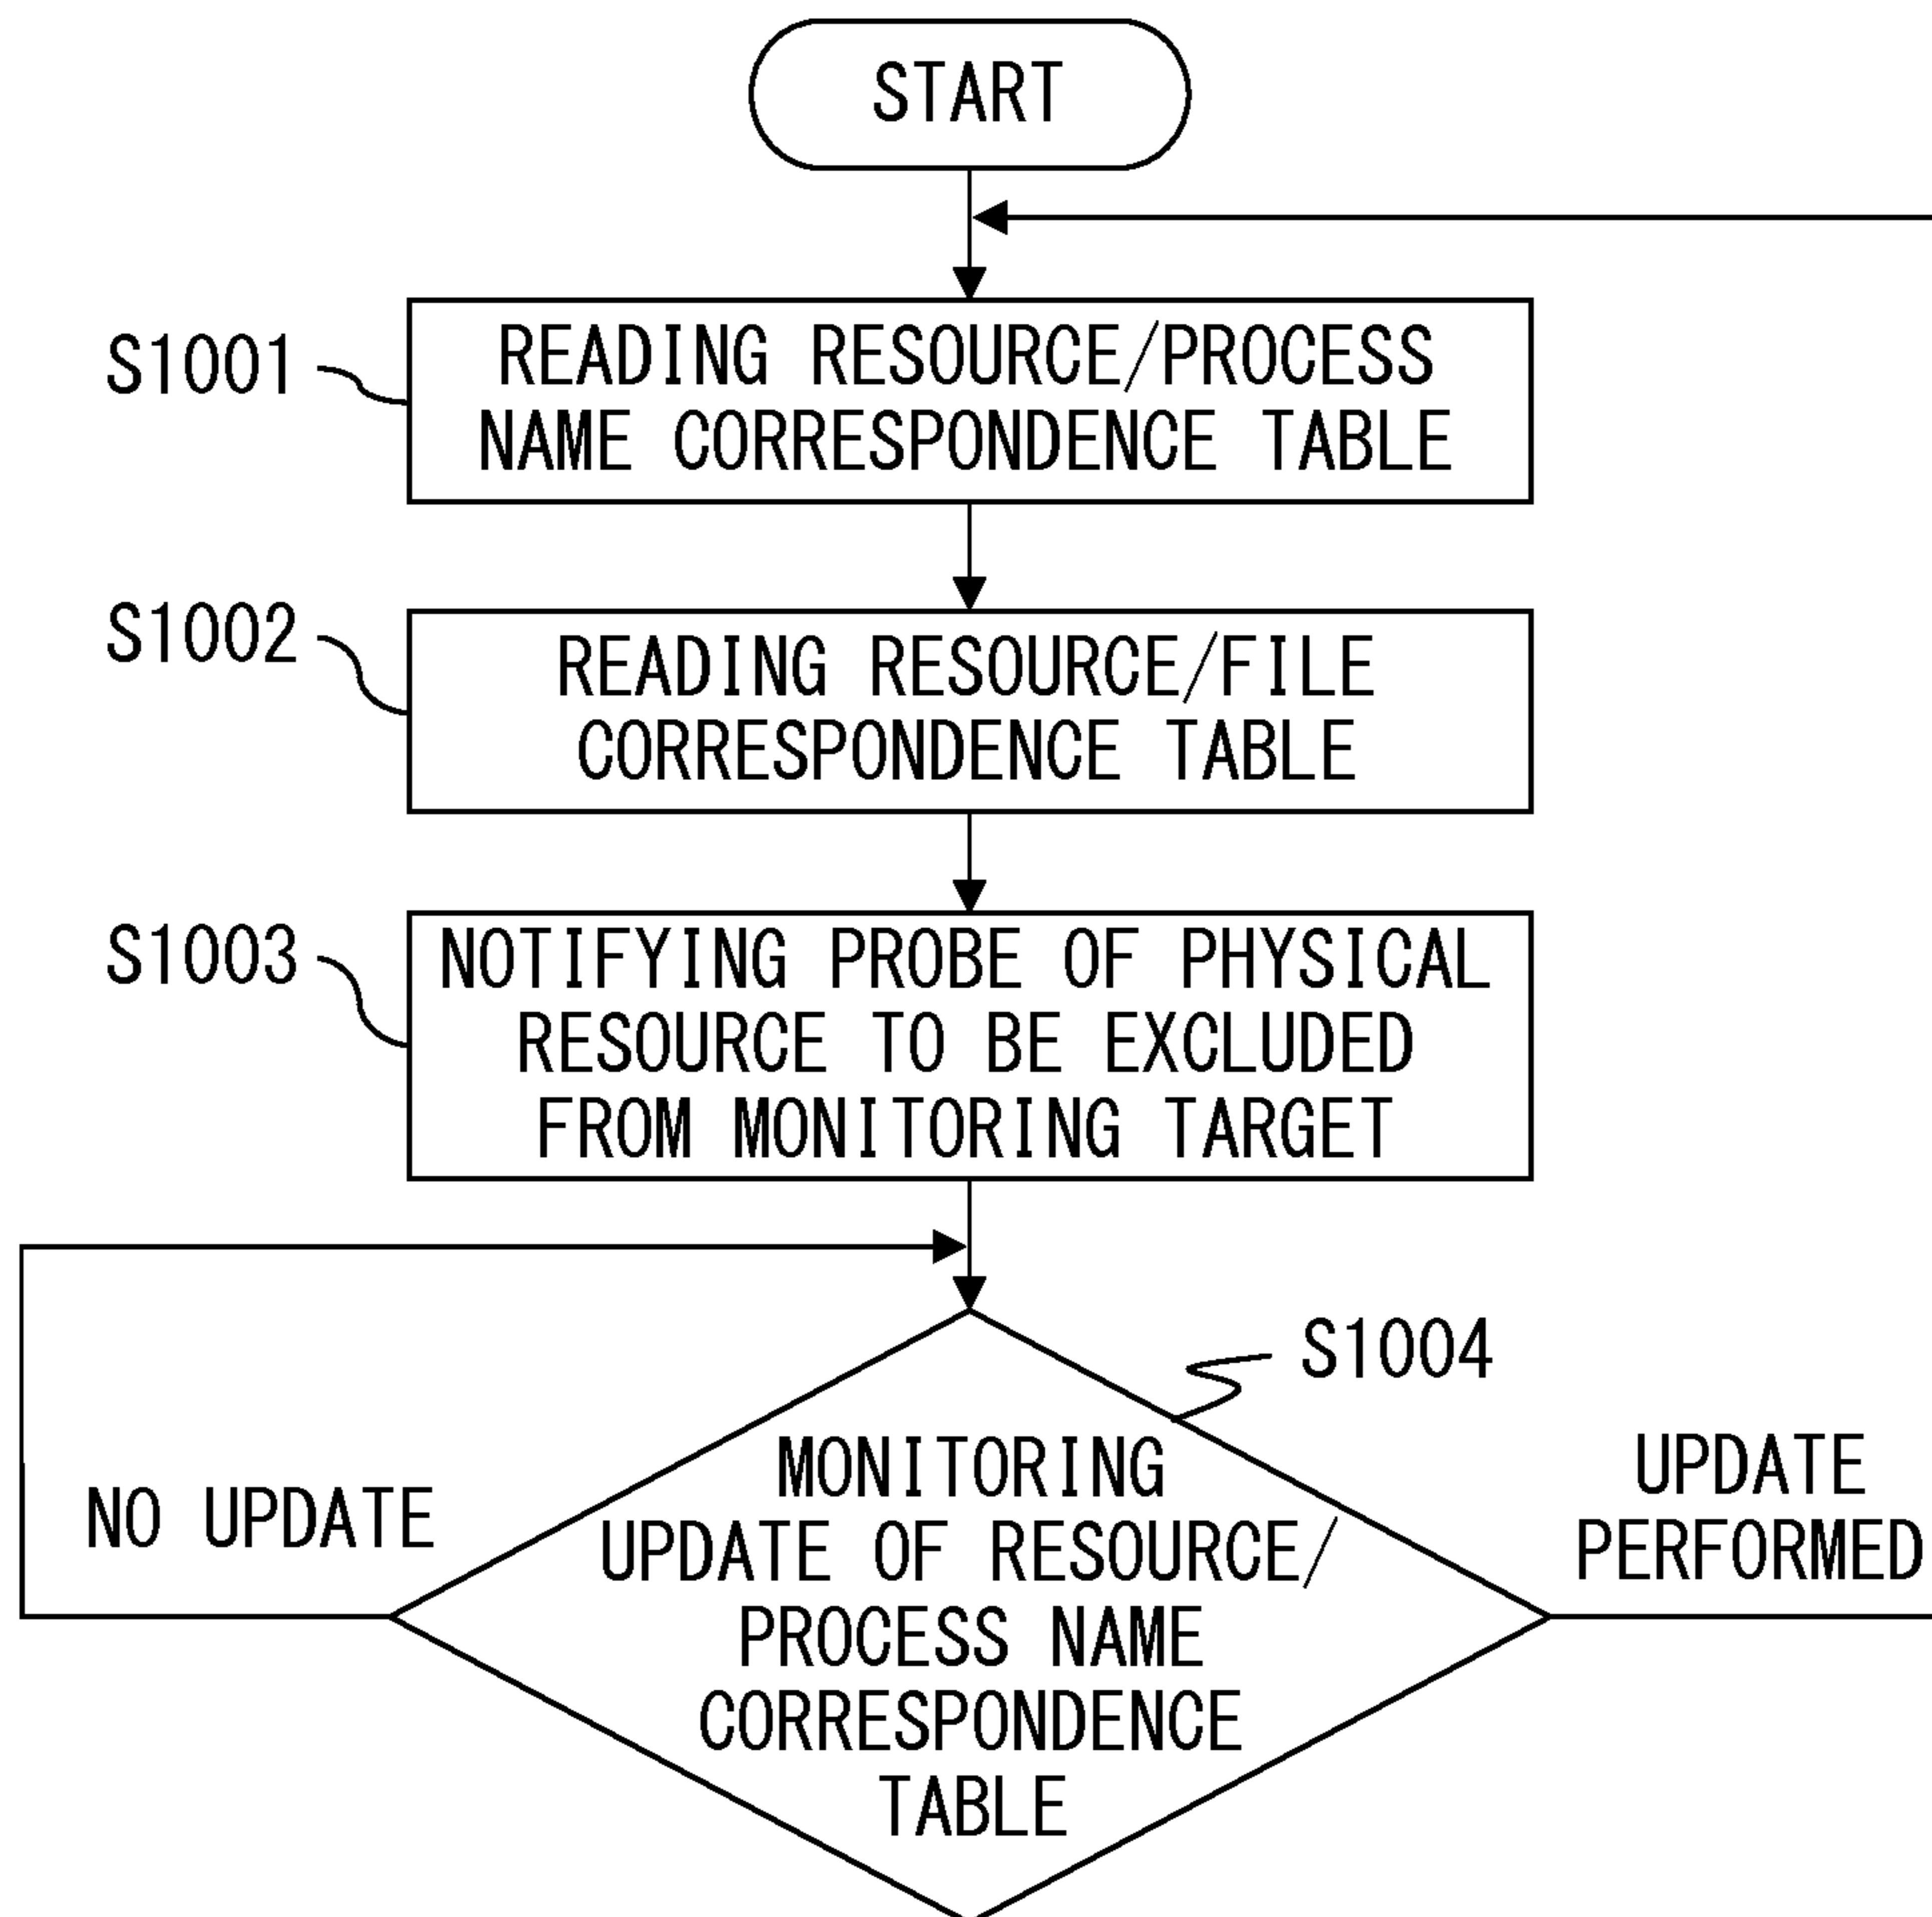 START
S1001
READING RESOURCE/PROCESS
NAME CORRESPONDENCE TABLE
S1002
READING RESOURCE/FILE
CORRESPONDENCE TABLE
S1003
NOTIFYING PROBE OF PHYSICAL
RESOURCE TO BE EXCLUDED
FROM MONITORING TARGET
S1004
MONITORING
UPDATE OF RESOURCE/
PROCESS NAME
CORRESPONDENCE
TABLE
NO UPDATE
UPDATE
PERFORMED